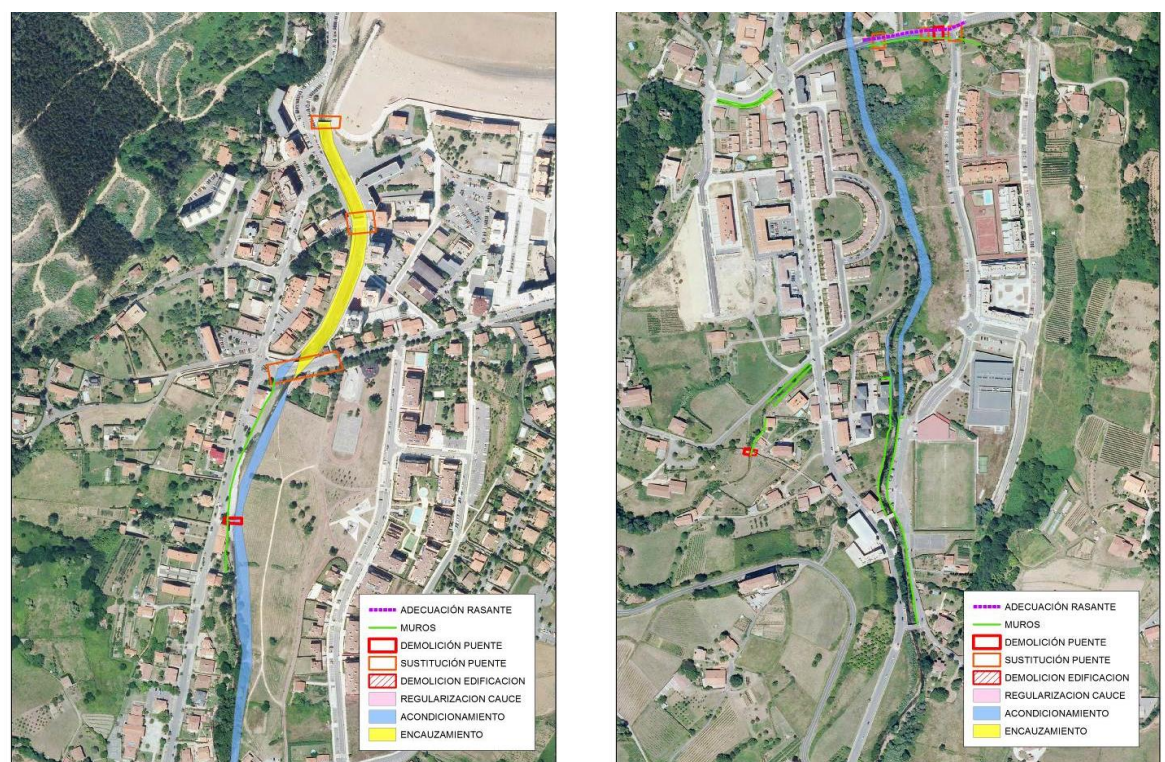 ADECUACIÓN RASANTE
MUROS
DEMOLICIÓN PUENTE
SUSTITUCIÓN PUENTE
DEMOLICION EDIFICACION
REGULARIZACION CAUCE
ACONDICIONAMIENTO
ENCAUZAMIENTO
ADECUACIÓN RASANTE
MUROS
DEMOLICIÓN PUENTE
SUSTITUCIÓN PUENTE
DEMOLICION EDIFICACION
REGULARIZACION CAUCE
ACONDICIONAMIENTO
ENCAUZAMIENTO